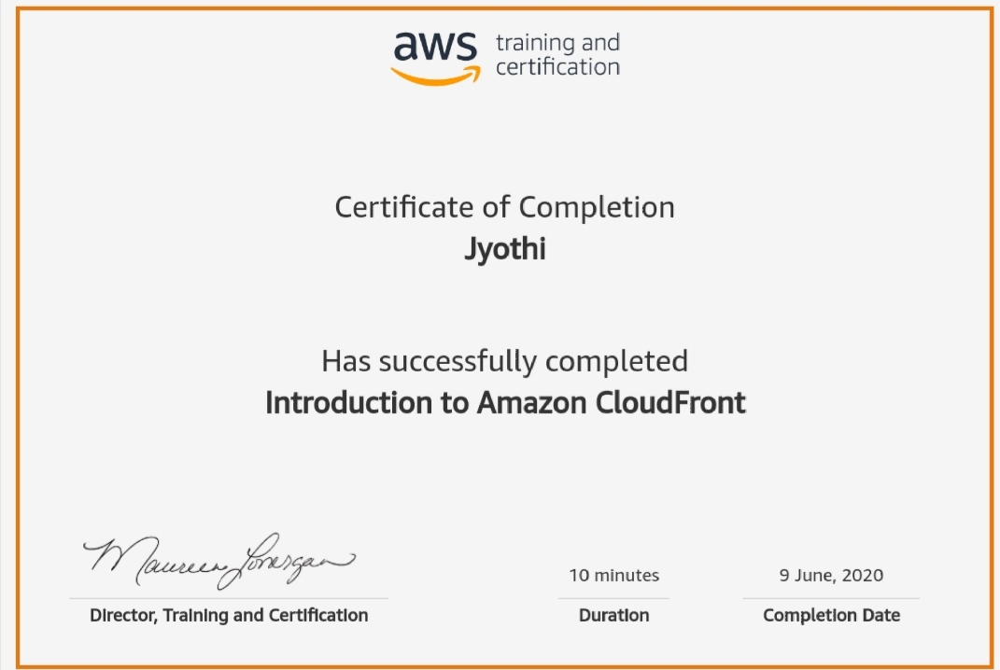 aws training and
certification
Certificate of Completion
Jyothi
Has successfully completed
Introduction to Amazon CloudFront
Maureen Lonergan
10 minutes
9 June, 2020
Director, Training and Certification
Duration
Completion Date